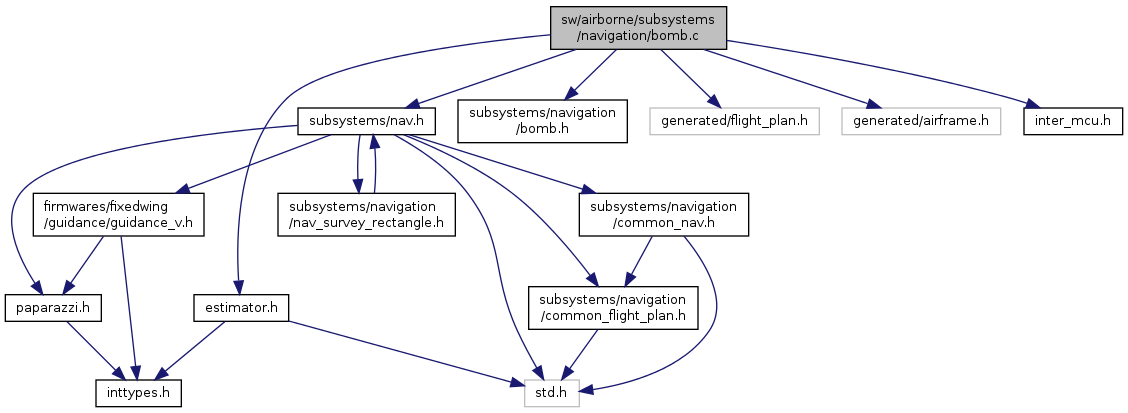 sw/airborne/subsystems
/navigation/bomb.c
subsystems/nav.h
subsystems/navigation
/bomb.h
generated/flight_plan.h
generated/airframe.h
inter_mcu.h
firmwares/fixedwing
/guidance/guidance_v.h
subsystems/navigation
/nav_survey_rectangle.h
subsystems/navigation
/common_nav.h
paparazzi.h
estimator.h
subsystems/navigation
/common_flight_plan.h
inttypes.h
std.h